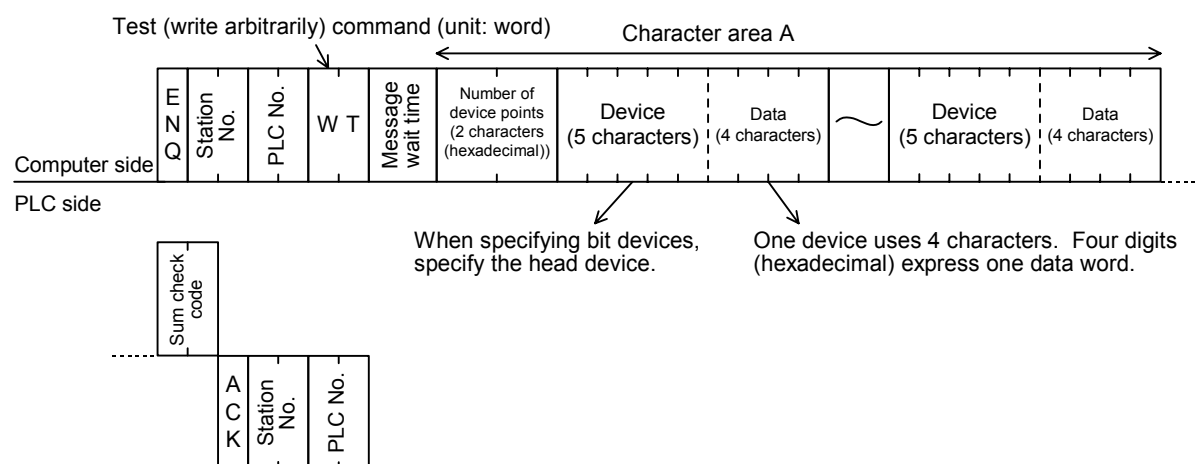 Test (write arbitrarily) command (unit: word)
Character area A
E
N
Q
Station
No.
PLC No.
W T
Message
wait time
Number of
device points
(2 characters
(hexadecimal))
Device
(5 characters)
Data
(4 characters)
Device
(5 characters)
Data
(4 characters)
Computer side
PLC side
When specifying bit devices,
specify the head device.
One device uses 4 characters. Four digits
(hexadecimal) express one data word.
Sum check
code
A
C
K
Station
No.
PLC No.